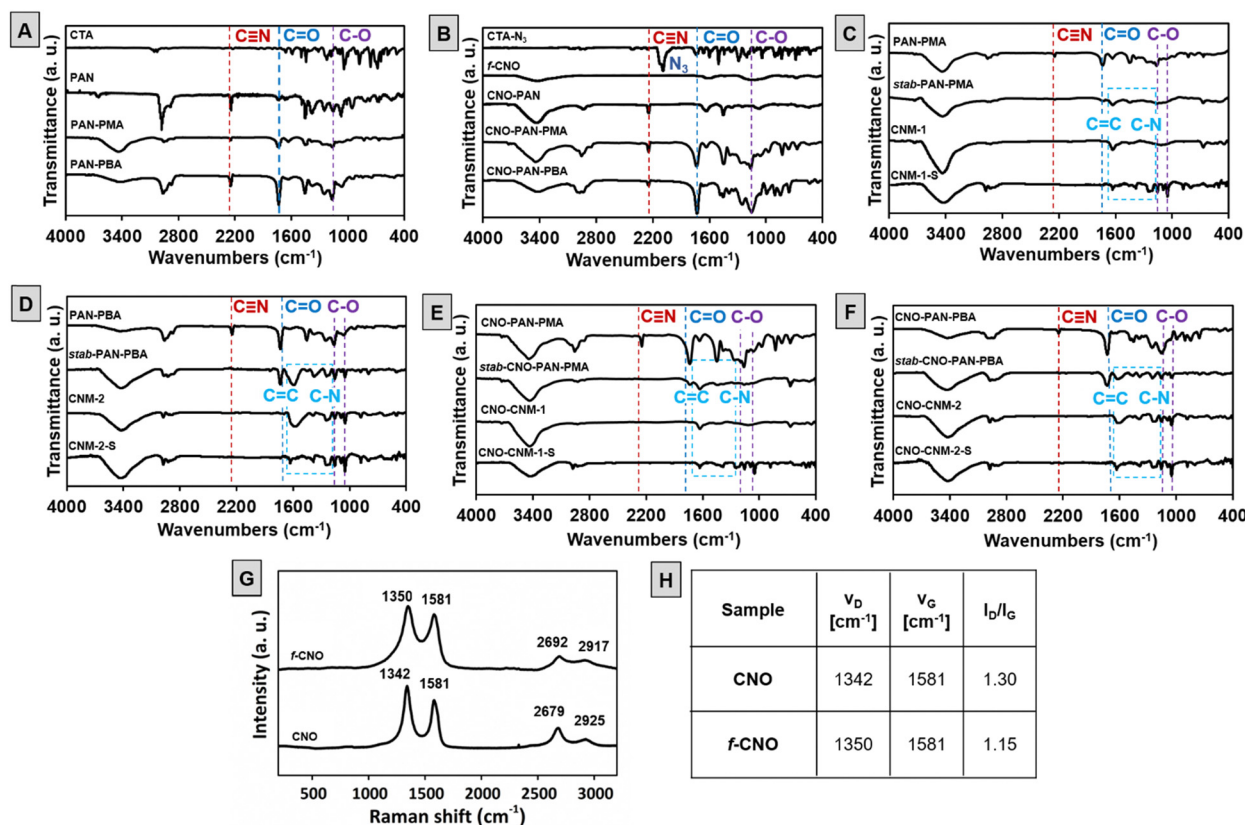 A
CTA
PAN
PAN-PMA
PAN-PBA
C≡N
C=O
C-O
Transmittance (a. u.)
4000 2800 1600 1000 400
Wavenumbers (cm⁻¹)
B
CTA-N₃
f-CNO
CNO-PAN
CNO-PAN-PMA
CNO-PAN-PBA
C≡N
C=O
C-O
N₃
Transmittance (a. u.)
4000 3400 2800 2200 1600 1000 400
Wavenumbers (cm⁻¹)
C
PAN-PMA
stab-PAN-PMA
CNM-1
CNM-1-S
C≡N
C=O
C-O
C=C
C-N
Transmittance (a. u.)
4000 3400 2800 2200 1600 1000 400
Wavenumbers (cm⁻¹)
D
PAN-PBA
stab-PAN-PBA
CNM-2
CNM-2-S
C≡N
C=O
C-O
C=C
C-N
Transmittance (a. u.)
4000 3400 2800 2200 1600 1000 400
Wavenumbers (cm⁻¹)
E
CNO-PAN-PMA
stab-CNO-PAN-PMA
CNO-CNM-1
CNO-CNM-1-S
C≡N
C=O
C-O
C=C
C-N
Transmittance (a. u.)
4000 3400 2800 2200 1600 1000 400
Wavenumbers (cm⁻¹)
F
CNO-PAN-PBA
stab-CNO-PAN-PBA
CNO-CNM-2
CNO-CNM-2-S
C≡N
C=O
C-O
C=C
C-N
Transmittance (a. u.)
4000 3400 2800 2200 1600 1000 400
Wavenumbers (cm⁻¹)
G
1350 1581
2692 2917
f-CNO
1342 1581
2679 2925
CNO
Intensity (a. u.)
500 1000 1500 2000 2500 3000
Raman shift (cm⁻¹)
H
Sample ν_D [cm⁻¹] ν_G [cm⁻¹] I_D/I_G
CNO 1342 1581 1.30
f-CNO 1350 1581 1.15